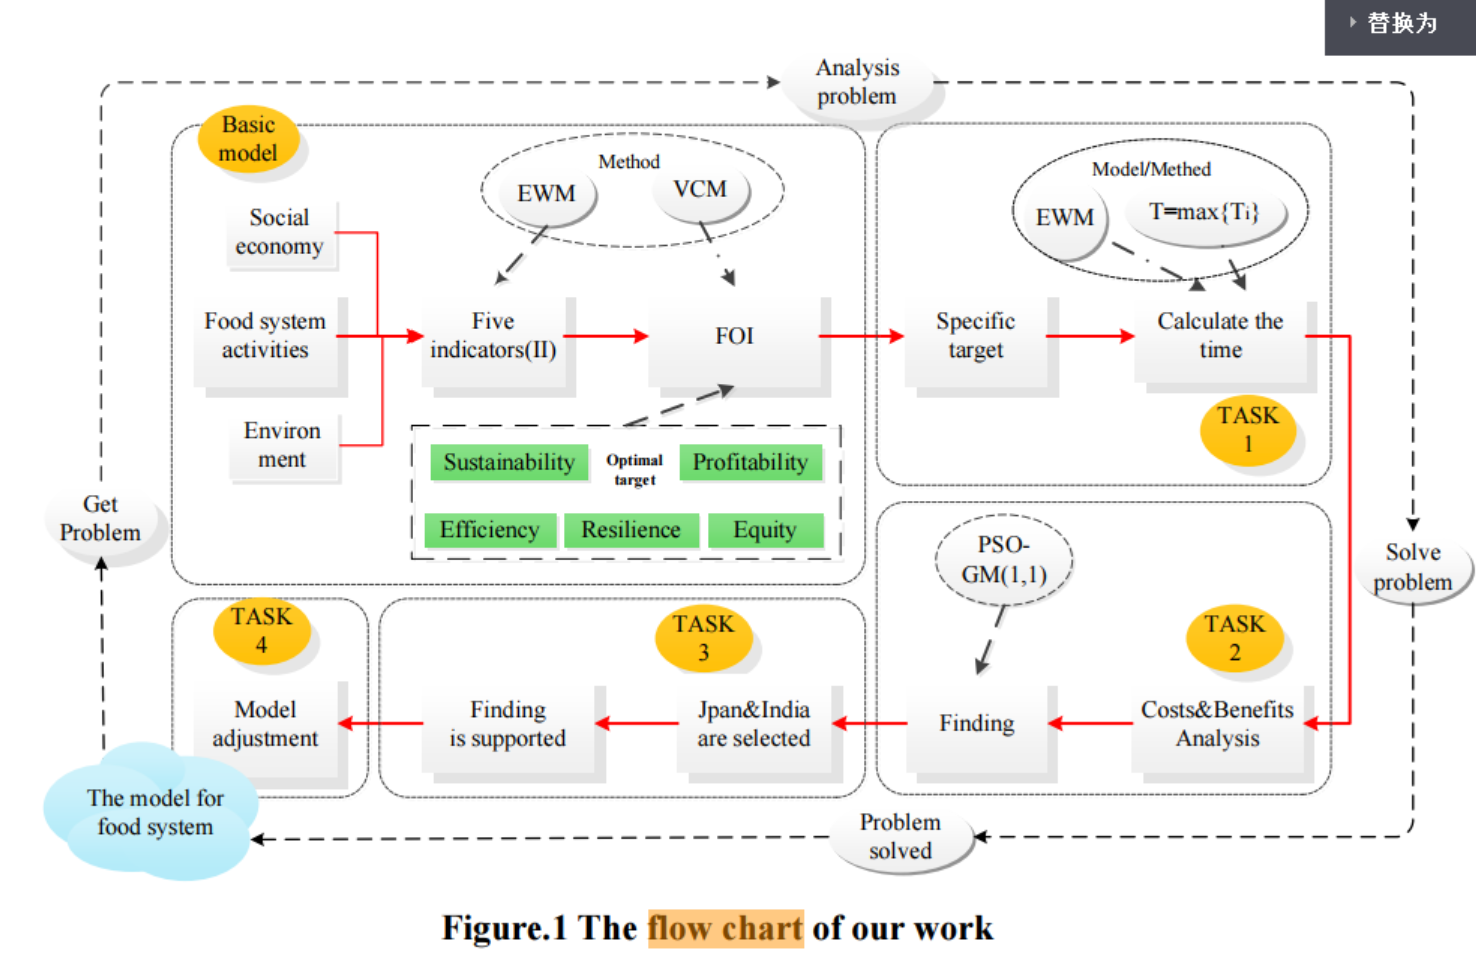 替换为
Analysis
problem
Basic
model
Method
EWM
VCM
Model/Methed
EWM
T=max{Ti}
Social
economy
Food system
activities
Five
indicators(II)
FOI
Specific
target
Calculate the
time
Environ
ment
TASK
1
Sustainability
Optimal
target
Profitability
Efficiency
Resilience
Equity
Get
Problem
PSO-
GM(1,1)
Solve
problem
TASK
4
TASK
3
TASK
2
Model
adjustment
Finding
is supported
Jpan&India
are selected
Finding
Costs&Benefits
Analysis
The model for
food system
Problem
solved
Figure.1 The flow chart of our work